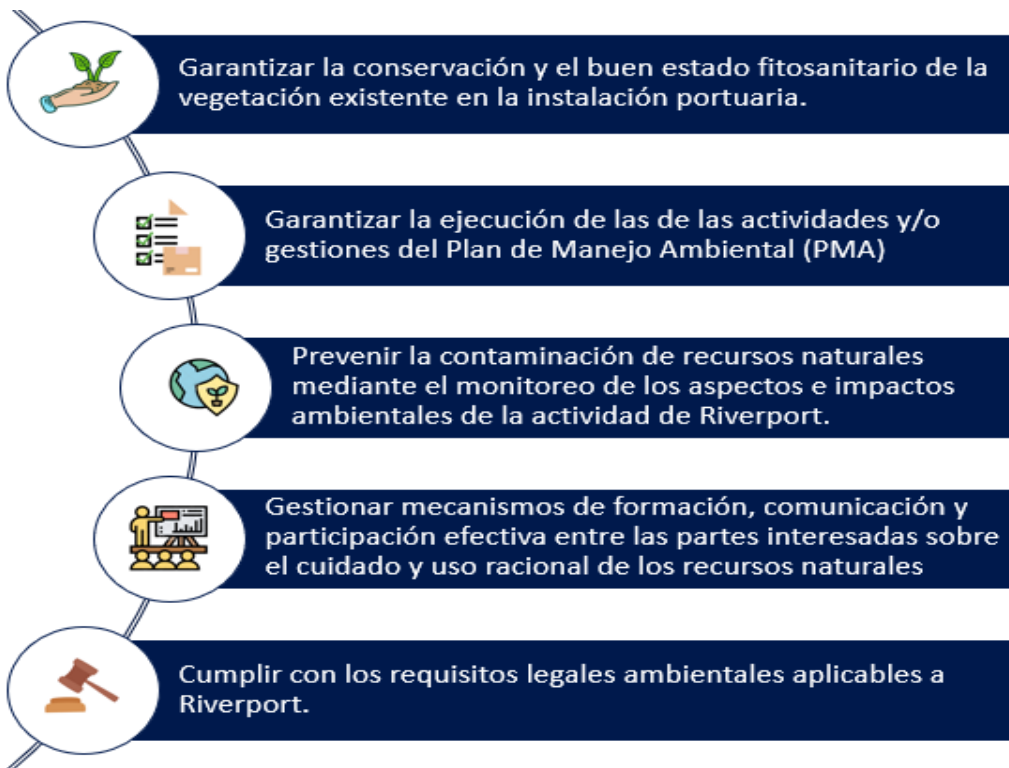 Garantizar la conservación y el buen estado fitosanitario de la
vegetación existente en la instalación portuaria.
Garantizar la ejecución de las de las actividades y/o
gestiones del Plan de Manejo Ambiental (PMA)
Prevenir la contaminación de recursos naturales
mediante el monitoreo de los aspectos e impactos
ambientales de la actividad de Riverport.
Gestionar mecanismos de formación, comunicación y
participación efectiva entre las partes interesadas sobre
el cuidado y uso racional de los recursos naturales
Cumplir con los requisitos legales ambientales aplicables a
Riverport.